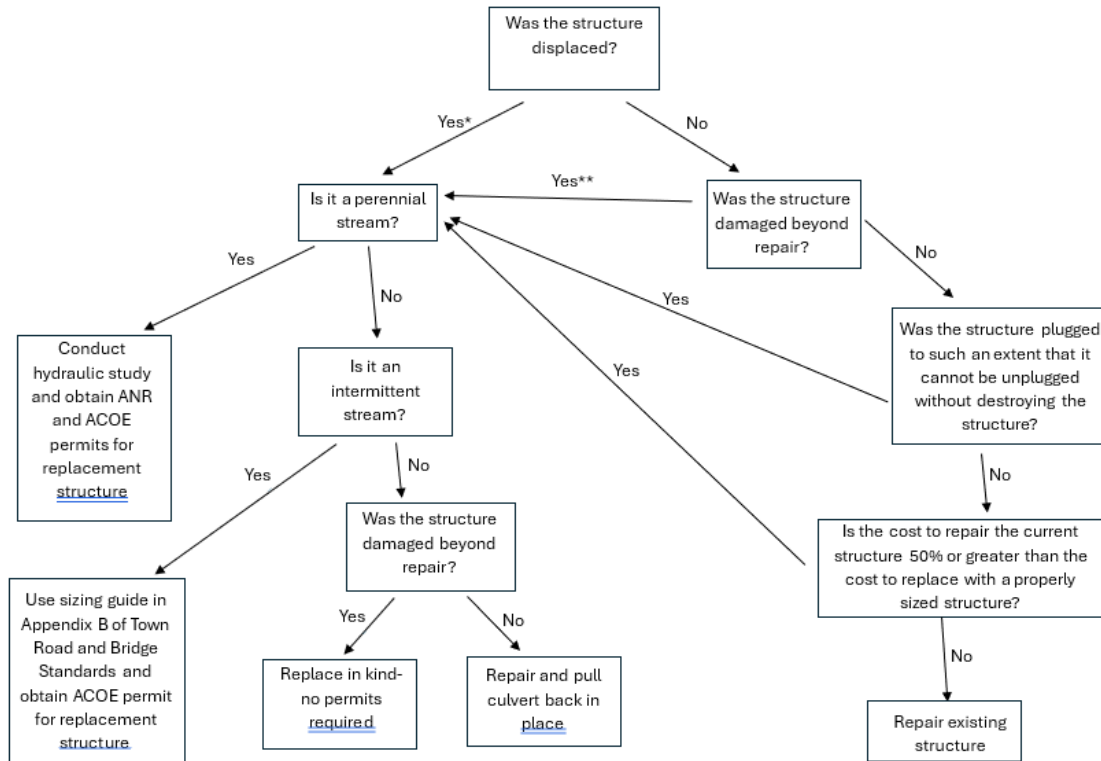 Was the structure
displaced?
Yes*
No
Yes**
Is it a perennial
stream?
Was the structure
damaged beyond
repair?
Yes
No
No
Yes
Conduct
hydraulic study
and obtain ANR
and ACOE
permits for
replacement
structure
Is it an
intermittent
stream?
Yes
Was the structure plugged
to such an extent that it
cannot be unplugged
without destroying the
structure?
Yes
No
No
Was the structure
damaged beyond
repair?
Is the cost to repair the current
structure 50% or greater than the
cost to replace with a properly
sized structure?
Use sizing guide in
Appendix B of Town
Road and Bridge
Standards and
obtain ACOE permit
for replacement
structure
Yes
No
No
Replace in kind-
no permits
required
Repair and pull
culvert back in
place
Repair existing
structure